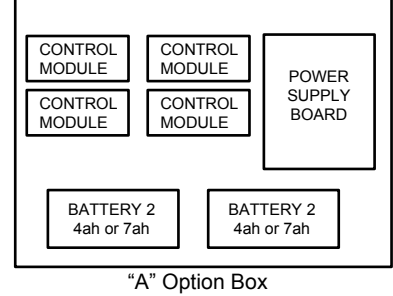 CONTROL
MODULE
CONTROL
MODULE
POWER
SUPPLY
BOARD
CONTROL
MODULE
CONTROL
MODULE
BATTERY 2
4ah or 7ah
BATTERY 2
4ah or 7ah
“A” Option Box